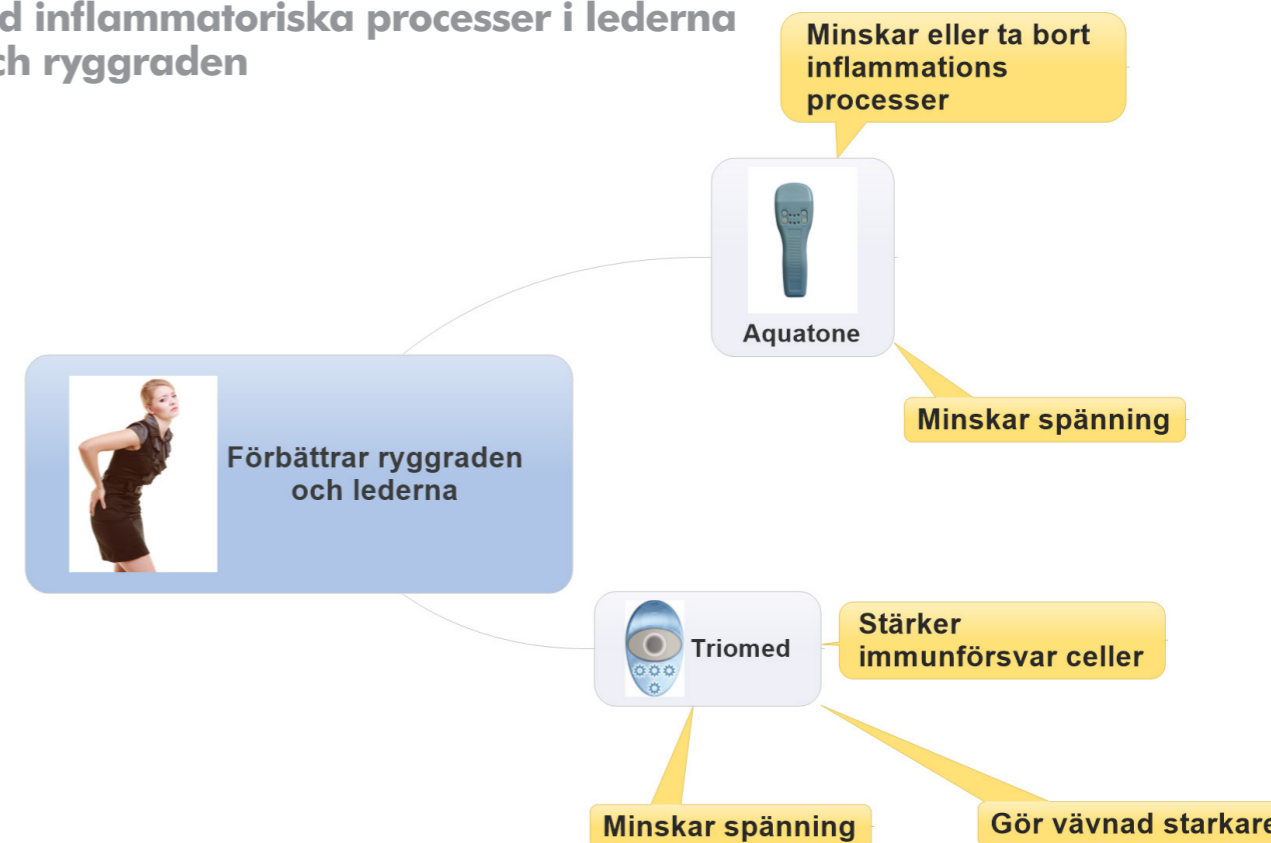 d inflammatoriska processer i lederna
ch ryggraden
Minskar eller ta bort
inflammations
processer
Aquatone
Minskar spänning
Förbättrar ryggraden
och lederna
Triomed
Stärker
immunförsvar celler
Minskar spänning
Gör vävnad starkare